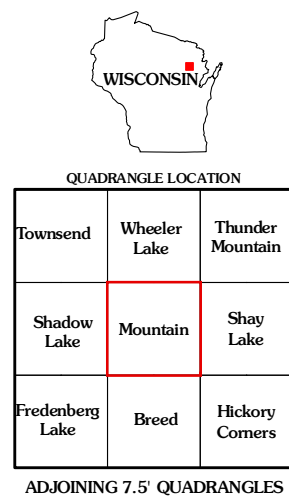 WISCONSIN
QUADRANGLE LOCATION
Townsend
Wheeler
Lake
Thunder
Mountain
Shadow
Lake
Mountain
Shay
Lake
Fredenberg
Lake
Breed
Hickory
Corners
ADJOINING 7.5' QUADRANGLES